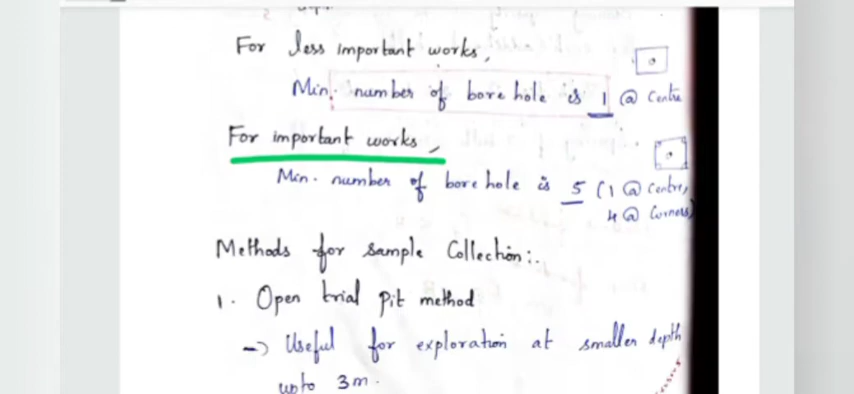 For less important works,
Min. number of bore hole is 1 @ Centre
For important works,
Min. number of bore hole is 5 (1 @ Centre,
4 @ Corners)
Methods for Sample Collection:.
1. Open trial pit method
→ Useful for exploration at smaller depth
upto 3m.